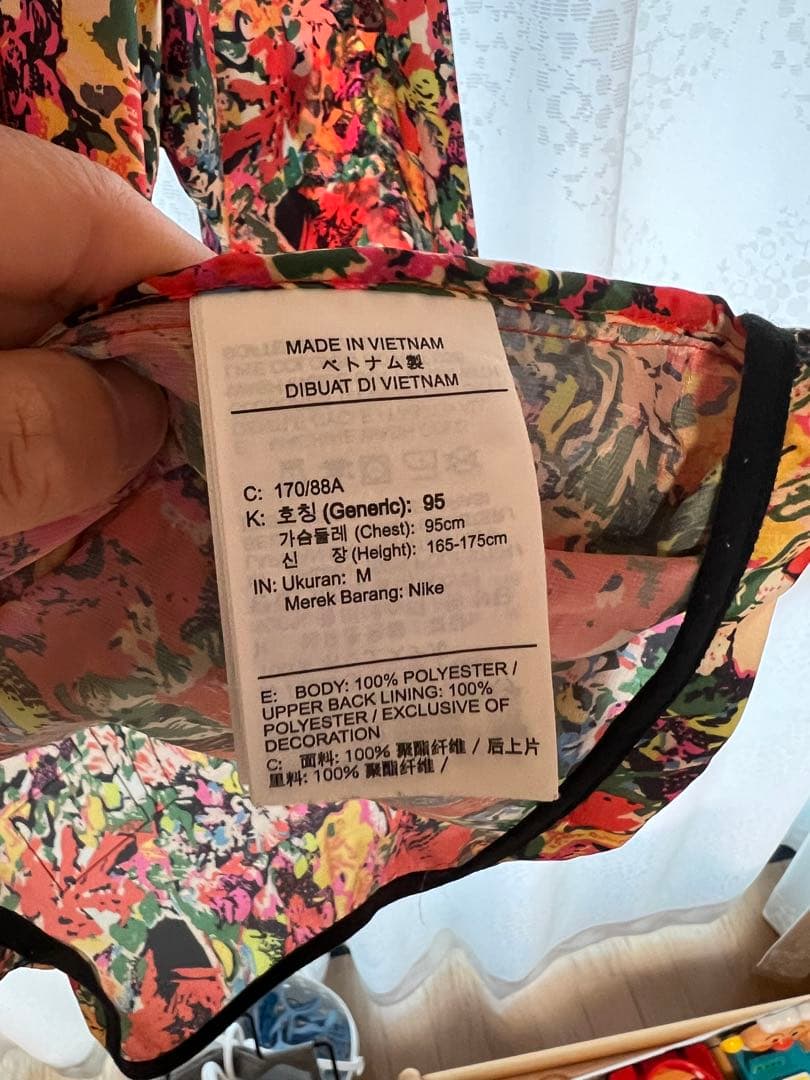 MADE IN VIETNAM
ベトナム製
DIBUAT DI VIETNAM
C: 170/88A
K: 호칭 (Generic): 95
가슴둘레 (Chest): 95cm
신 장 (Height): 165-175cm
IN: Ukuran: M
Merek Barang: Nike
E: BODY: 100% POLYESTER /
UPPER BACK LINING: 100%
POLYESTER / EXCLUSIVE OF
DECORATION
C: 面料: 100% 聚酯纤维 / 后上片
里料: 100% 聚酯纤维 /